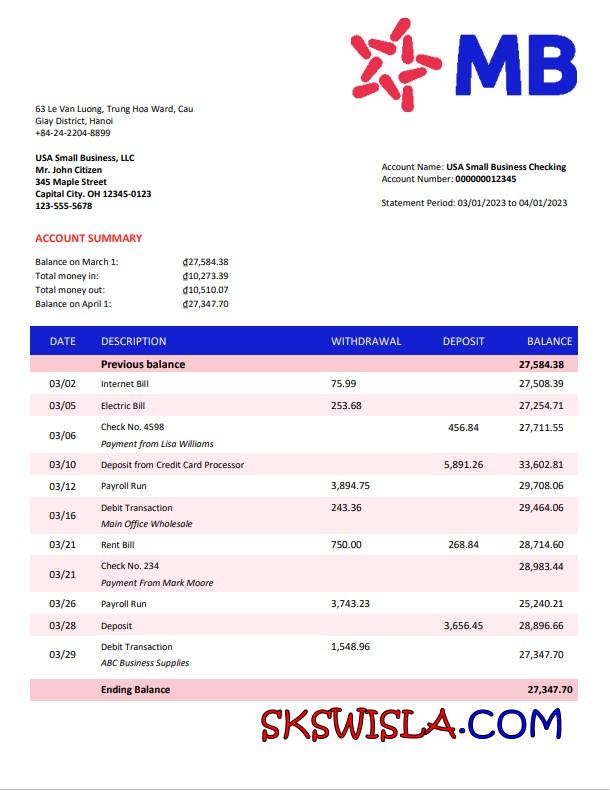 MB
63 Le Van Luong, Trung Hoa Ward, Cau
Giay District, Hanoi
+84-24-2204-8899
USA Small Business, LLC
Mr. John Citizen
345 Maple Street
Capital City. OH 12345-0123
123-555-5678
Account Name: USA Small Business Checking
Account Number: 000000012345
Statement Period: 03/01/2023 to 04/01/2023
ACCOUNT SUMMARY
Balance on March 1: ₫27,584.38
Total money in: ₫10,273.39
Total money out: ₫10,510.07
Balance on April 1: ₫27,347.70
DATE DESCRIPTION WITHDRAWAL DEPOSIT BALANCE
Previous balance 27,584.38
03/02 Internet Bill 75.99 27,508.39
03/05 Electric Bill 253.68 27,254.71
03/06 Check No. 4598 456.84 27,711.55
Payment from Lisa Williams
03/10 Deposit from Credit Card Processor 5,891.26 33,602.81
03/12 Payroll Run 3,894.75 29,708.06
03/16 Debit Transaction 243.36 29,464.06
Main Office Wholesale
03/21 Rent Bill 750.00 268.84 28,714.60
03/21 Check No. 234 28,983.44
Payment From Mark Moore
03/26 Payroll Run 3,743.23 25,240.21
03/28 Deposit 3,656.45 28,896.66
03/29 Debit Transaction 1,548.96 27,347.70
ABC Business Supplies
Ending Balance 27,347.70
SKSWISLA.COM